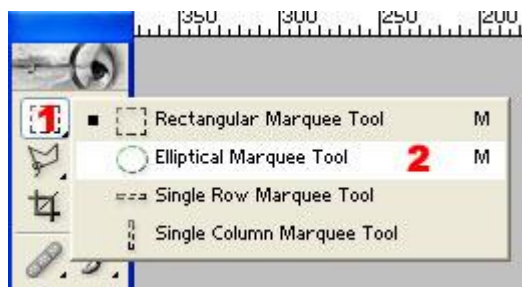 350 300 250 200
1
Rectangular Marquee Tool M
Elliptical Marquee Tool 2 M
Single Row Marquee Tool
Single Column Marquee Tool